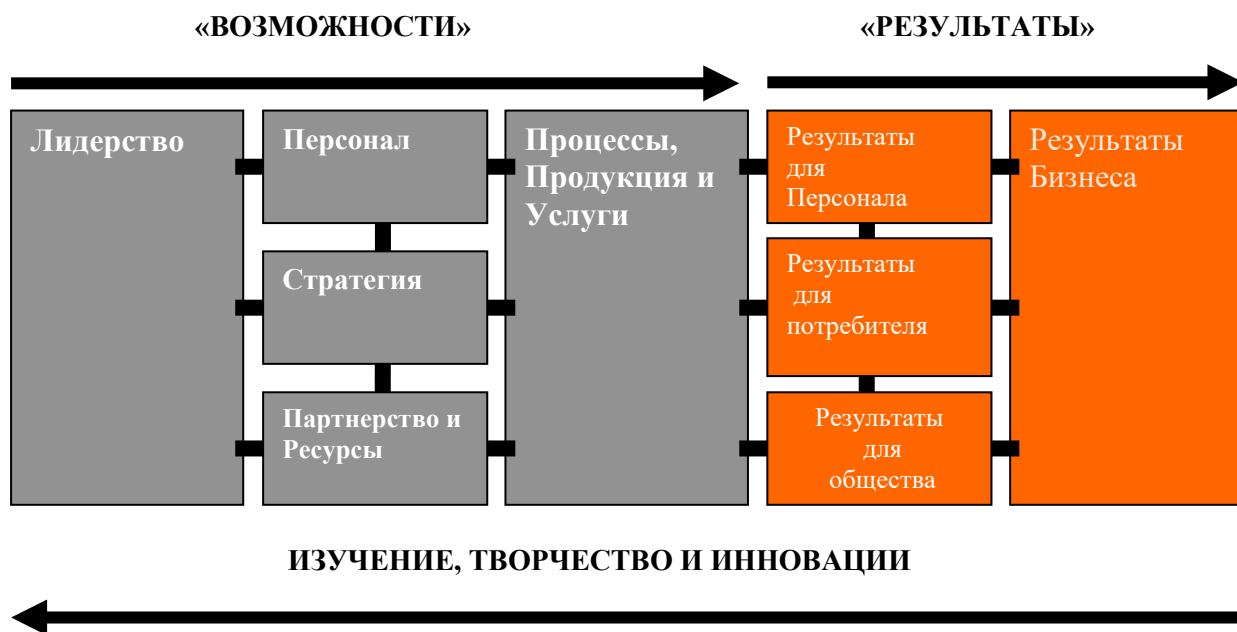 «ВОЗМОЖНОСТИ»
«РЕЗУЛЬТАТЫ»
Лидерство
Персонал
Стратегия
Партнерство и
Ресурсы
Процессы,
Продукция и
Услуги
Результаты
для
Персонала
Результаты
для
потребителя
Результаты
для
общества
Результаты
Бизнеса
ИЗУЧЕНИЕ, ТВОРЧЕСТВО И ИННОВАЦИИ